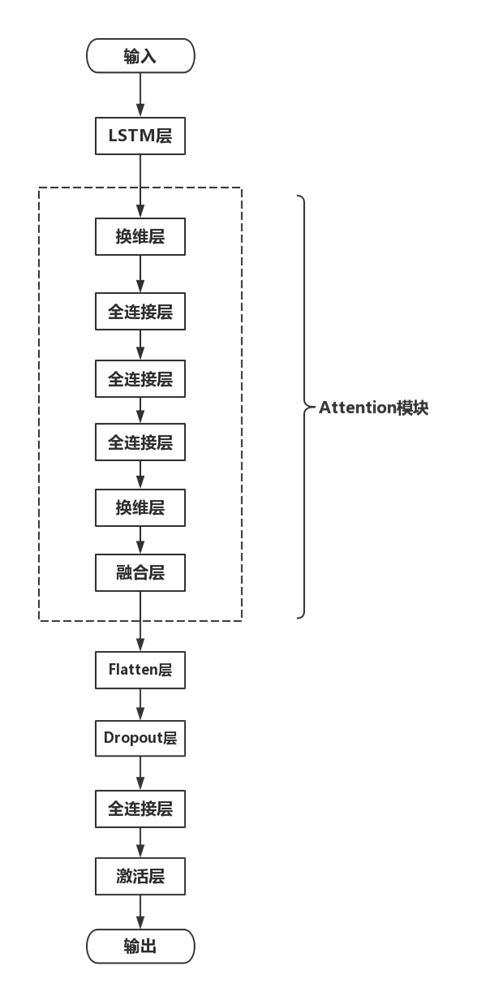 输入
LSTM层
换维层
全连接层
全连接层
全连接层
换维层
融合层
Attention模块
Flatten层
Dropout层
全连接层
激活层
输出